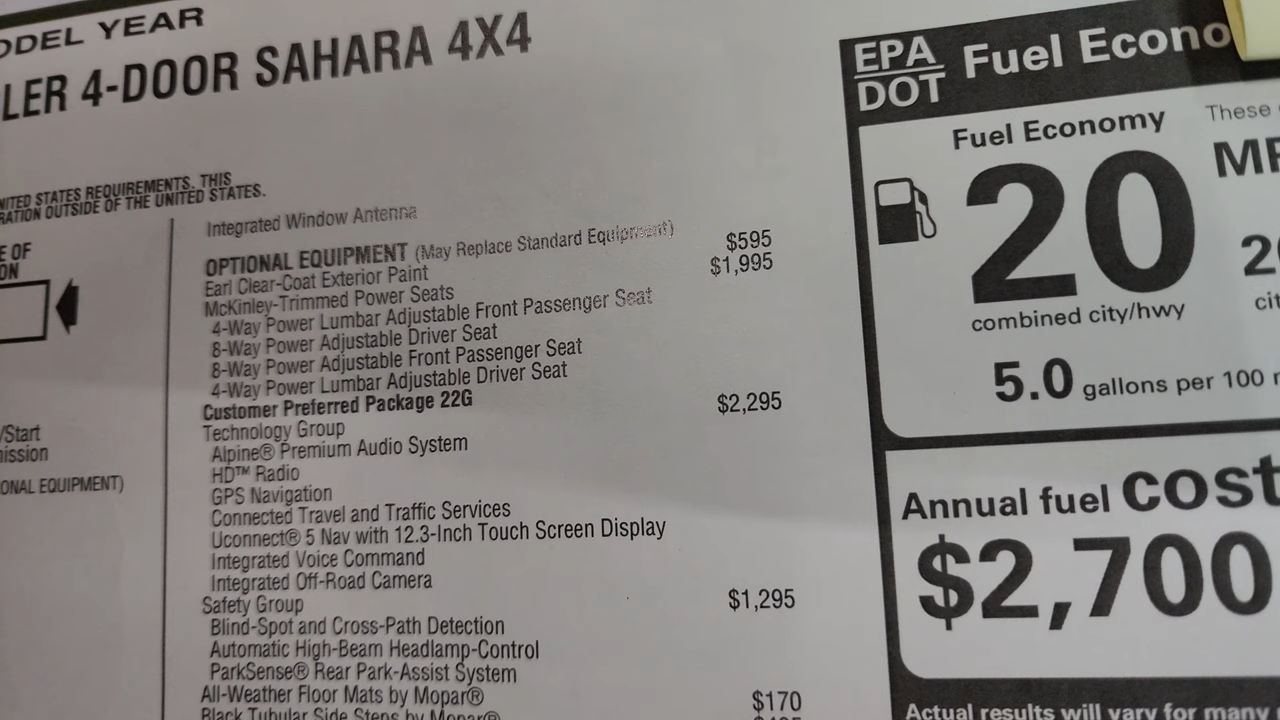 MODEL YEAR
LER 4-DOOR SAHARA 4X4
NITED STATES REQUIREMENTS. THIS
RATION OUTSIDE OF THE UNITED STATES.
E OF
ON
/Start
ission
ONAL EQUIPMENT)
Integrated Window Antenna
OPTIONAL EQUIPMENT (May Replace Standard Equipment)
Earl Clear-Coat Exterior Paint $595
McKinley-Trimmed Power Seats $1,995
4-Way Power Lumbar Adjustable Front Passenger Seat
8-Way Power Adjustable Driver Seat
8-Way Power Adjustable Front Passenger Seat
4-Way Power Lumbar Adjustable Driver Seat
Customer Preferred Package 22G
Technology Group $2,295
Alpine® Premium Audio System
HD™ Radio
GPS Navigation
Connected Travel and Traffic Services
Uconnect® 5 Nav with 12.3-Inch Touch Screen Display
Integrated Voice Command
Integrated Off-Road Camera
Safety Group $1,295
Blind-Spot and Cross-Path Detection
Automatic High-Beam Headlamp-Control
ParkSense® Rear Park-Assist System
All-Weather Floor Mats by Mopar® $170
Black Tubular Side Steps by Mopar®
EPA
DOT
Fuel Econo
Fuel Economy
These
20
MP
2
combined city/hwy
cit
5.0 gallons per 100
Annual fuel cost
$2,700
Actual results will vary for many